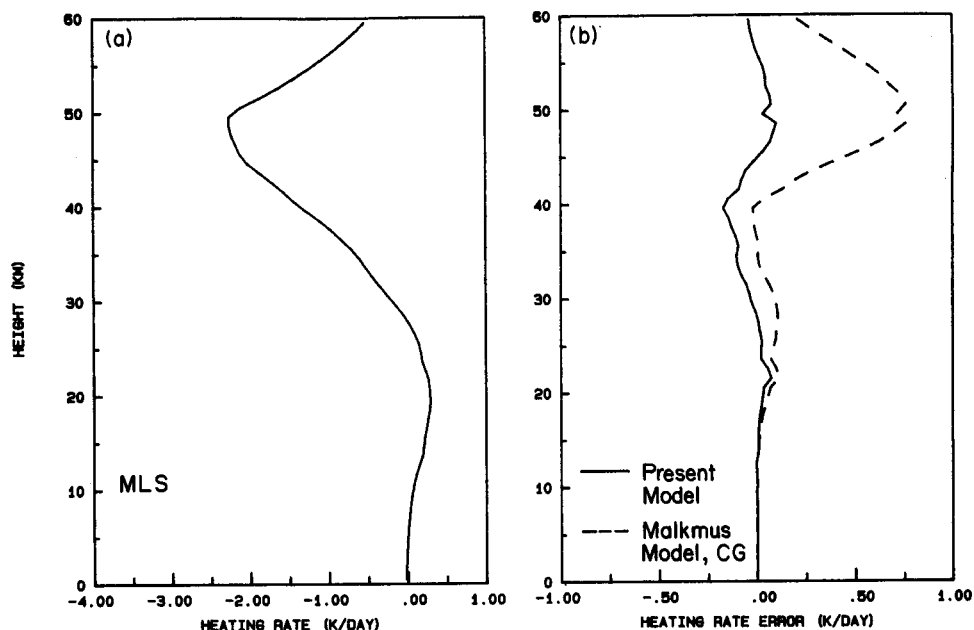 (a)
60
50
40
30
20
10
0
HEIGHT (KM)
MLS
-4.00 -3.00 -2.00 -1.00 .00 1.00
HEATING RATE (K/DAY)
(b)
60
50
40
30
20
10
0
Present
Model
Malkmus
Model, CG
-1.00 -.50 .00 .50 1.00
HEATING RATE ERROR (K/DAY)